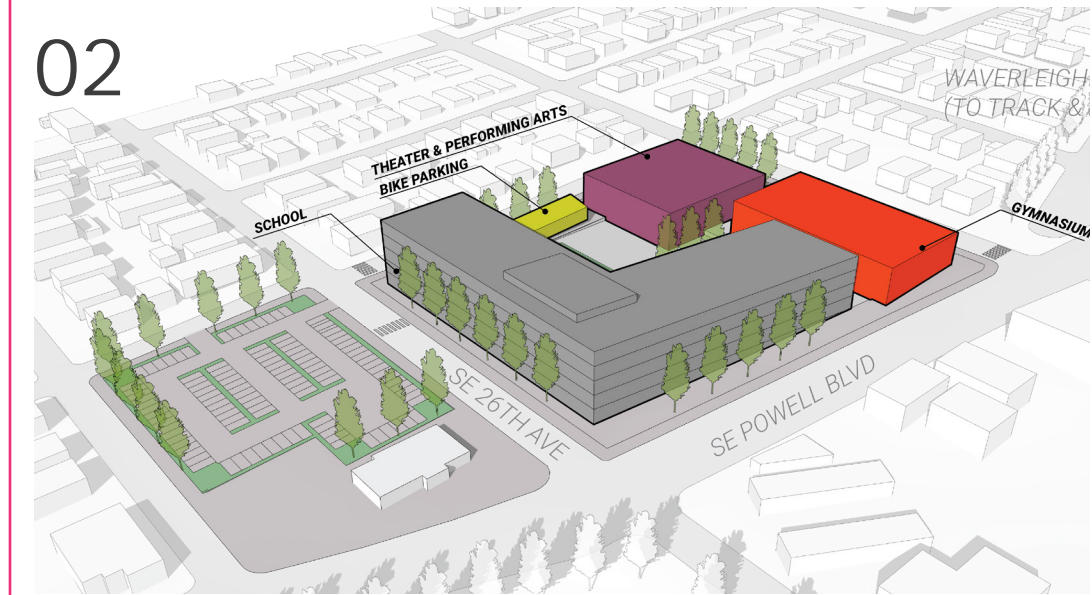 02
WAVERLEIGH
(TO TRACK &
THEATER & PERFORMING ARTS
BIKE PARKING
SCHOOL
GYMNASIUM
SE 26TH AVE
SE POWELL BLVD